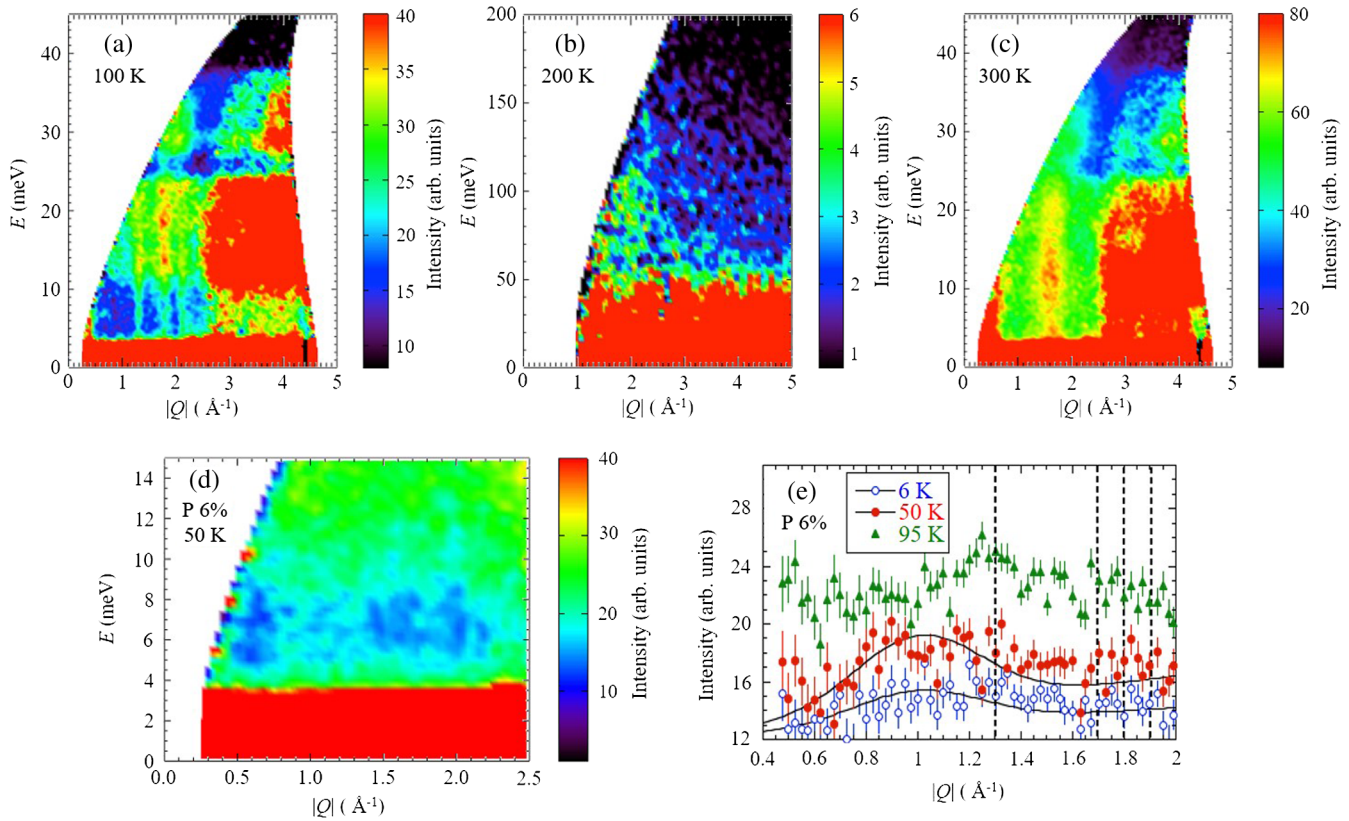 (a)
100 K
E (meV)
40
30
20
10
0
0 1 2 3 4 5
|Q| ( Å-1)
40
35
30
25
20
15
10
Intensity (arb. units)
(b)
200 K
E (meV)
200
150
100
50
0
0 1 2 3 4 5
|Q| ( Å-1)
6
5
4
3
2
1
Intensity (arb. units)
(c)
300 K
E (meV)
40
30
20
10
0
0 1 2 3 4 5
|Q| ( Å-1)
80
60
40
20
Intensity (arb. units)
(d)
P 6%
50 K
E (meV)
14
12
10
8
6
4
2
0
0.0 0.5 1.0 1.5 2.0 2.5
|Q| ( Å-1)
40
30
20
10
Intensity (arb. units)
(e)
P 6%
6 K
50 K
95 K
Intensity (arb. units)
28
24
20
16
12
0.4 0.6 0.8 1 1.2 1.4 1.6 1.8 2
|Q| ( Å-1)